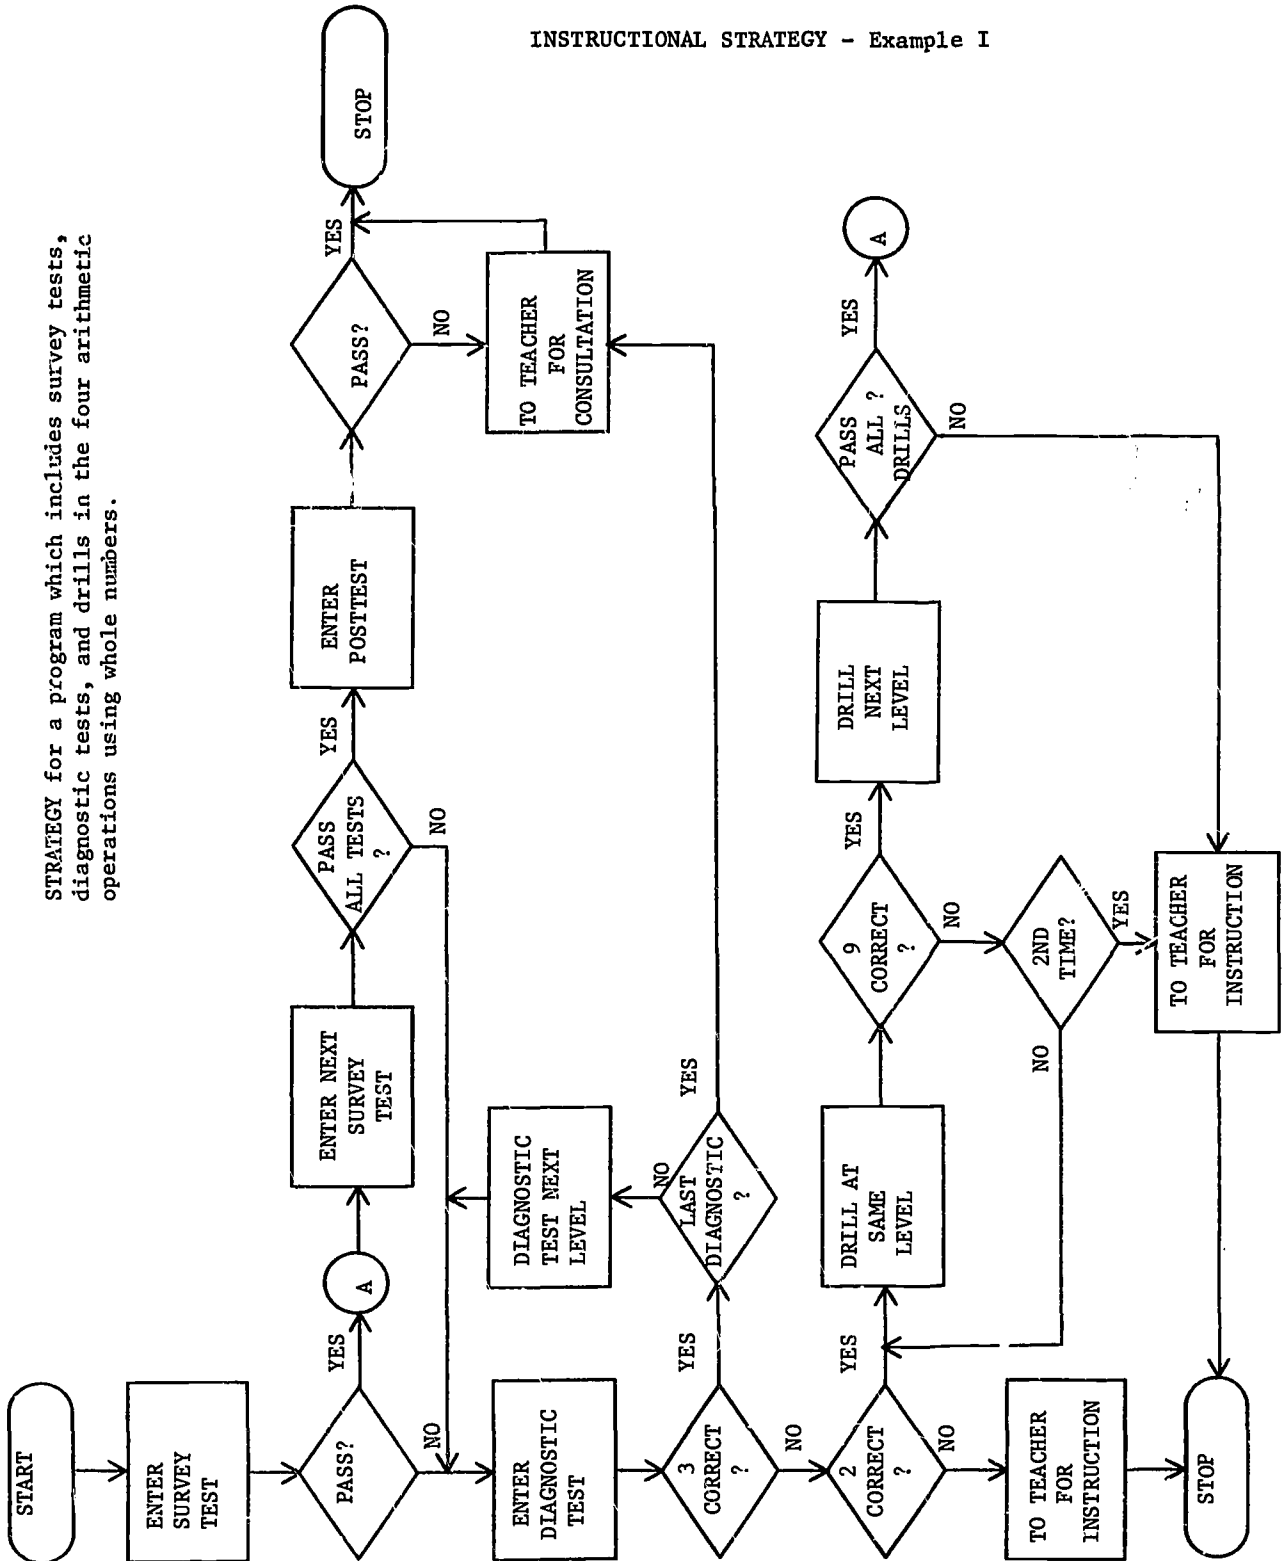 INSTRUCTIONAL STRATEGY - Example I
STRATEGY for a program which includes survey tests,
diagnostic tests, and drills in the four arithmetic
operations using whole numbers.
START
ENTER
SURVEY
TEST
PASS?
YES
NO
A
ENTER NEXT
SURVEY
TEST
PASS
ALL TESTS
?
YES
NO
ENTER
POSTTEST
PASS?
YES
NO
STOP
TO TEACHER
FOR
CONSULTATION
ENTER
DIAGNOSTIC
TEST
DIAGNOSTIC
TEST NEXT
LEVEL
3
CORRECT
?
YES
NO
LAST
DIAGNOSTIC
?
NO
YES
2
CORRECT
?
YES
NO
DRILL AT
SAME
LEVEL
9
CORRECT
?
YES
NO
DRILL
NEXT
LEVEL
PASS
ALL ?
DRILLS
YES
NO
A
2ND
TIME?
NO
YES
TO TEACHER
FOR
INSTRUCTION
TO TEACHER
FOR
INSTRUCTION
STOP